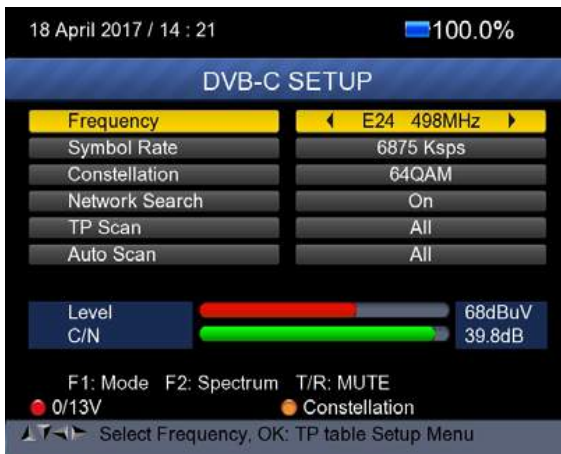 18 April 2017 / 14 : 21 100.0%
DVB-C SETUP
Frequency E24 498MHz
Symbol Rate 6875 Ksps
Constellation 64QAM
Network Search On
TP Scan All
Auto Scan All
Level 68dBuV
C/N 39.8dB
F1: Mode F2: Spectrum T/R: MUTE
0/13V Constellation
Select Frequency, OK: TP table Setup Menu